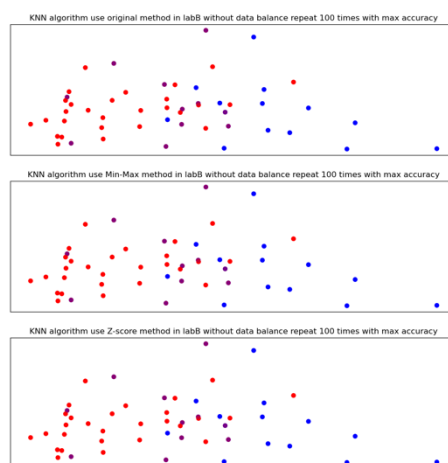 KNN algorithm use original method in labB without data balance repeat 100 times with max accuracy
KNN algorithm use Min-Max method in labB without data balance repeat 100 times with max accuracy
KNN algorithm use Z-score method in labB without data balance repeat 100 times with max accuracy